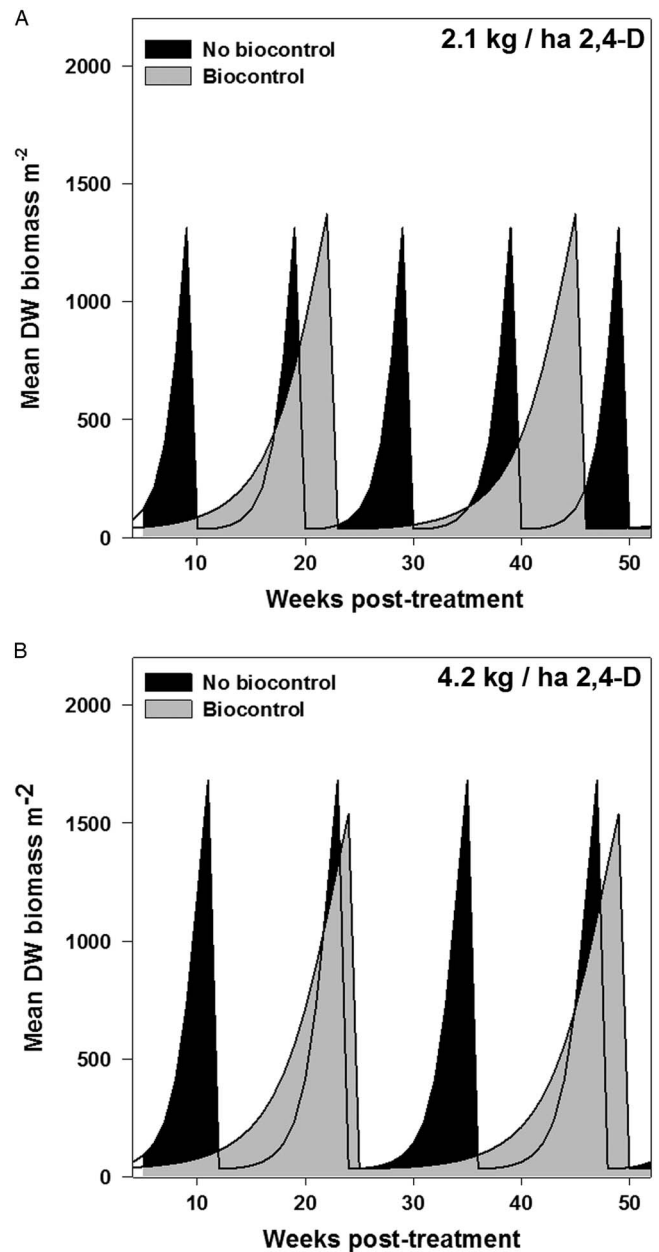 A
2.1 kg / ha 2,4-D
No biocontrol
Biocontrol
2000
1500
1000
500
0
Mean DW biomass m-2
10 20 30 40 50
Weeks post-treatment
B
4.2 kg / ha 2,4-D
No biocontrol
Biocontrol
2000
1500
1000
500
0
Mean DW biomass m-2
10 20 30 40 50
Weeks post-treatment